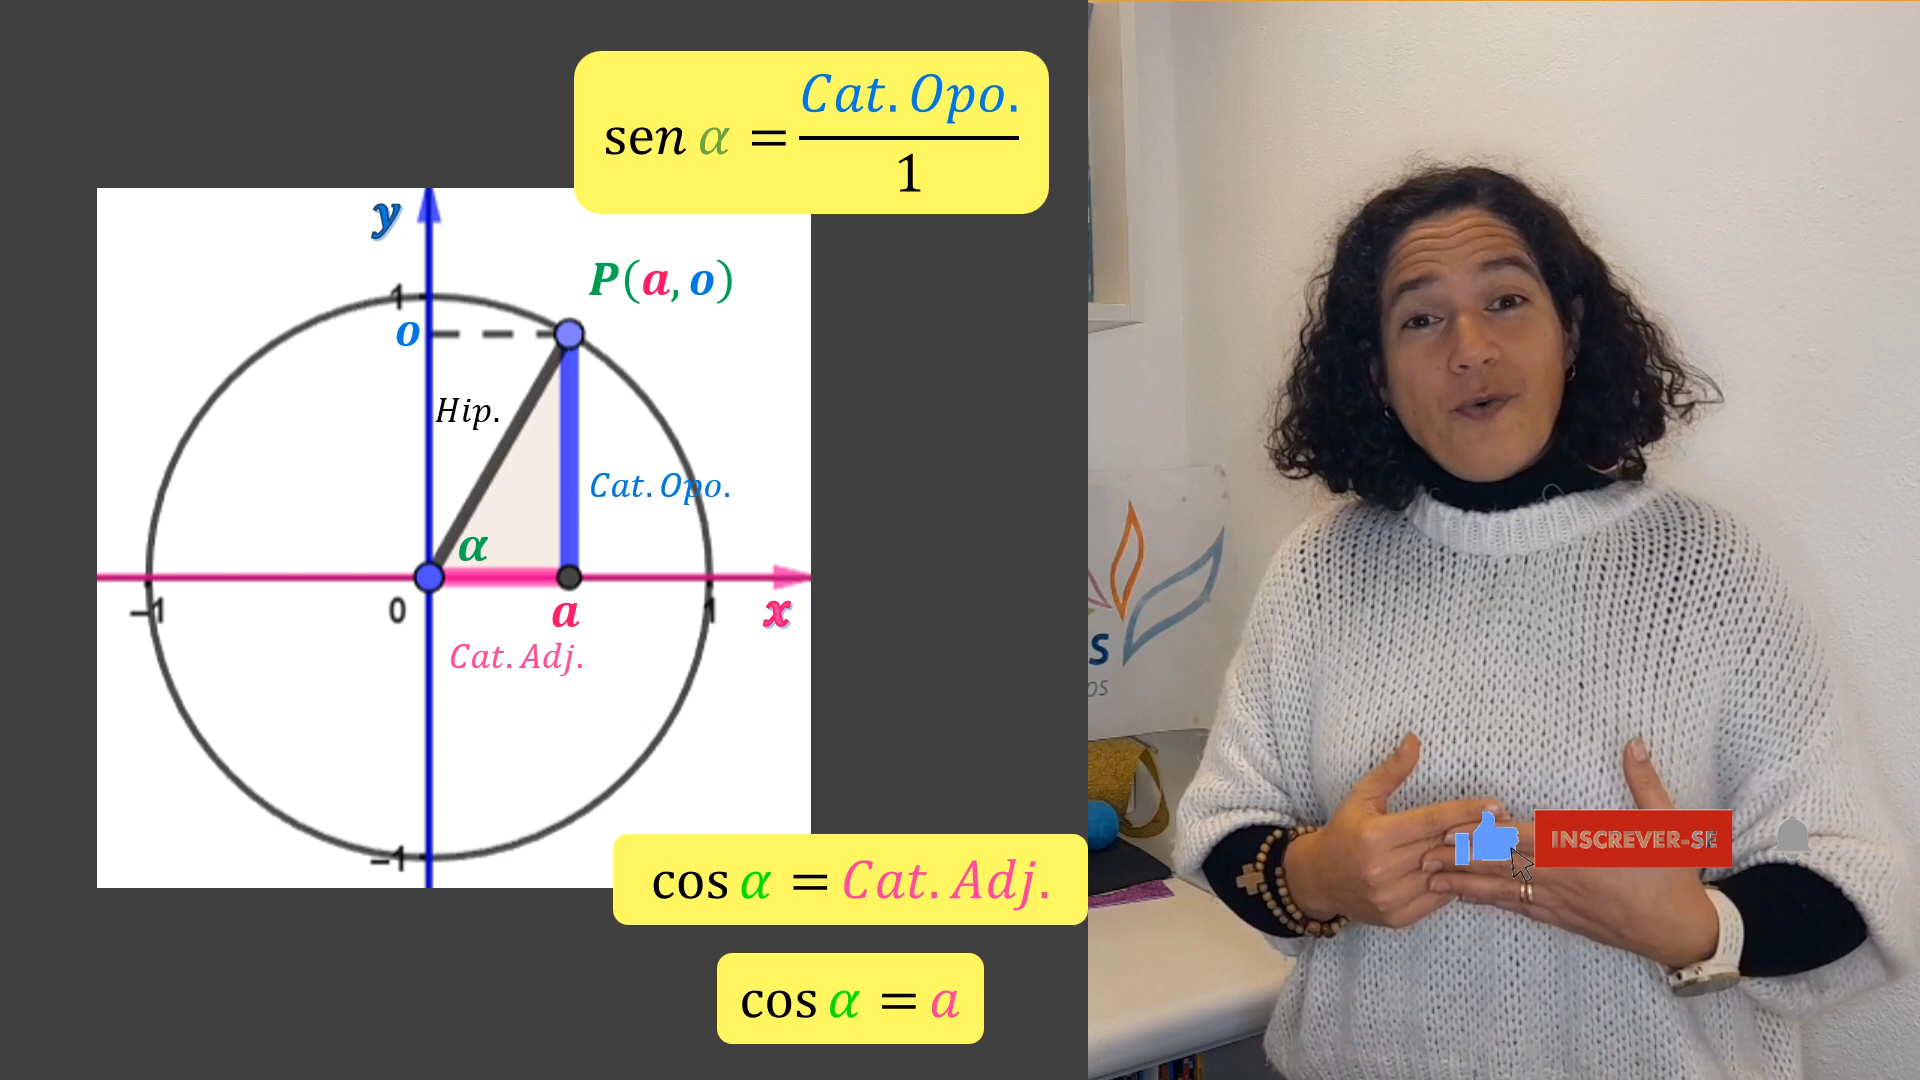 sen α = Cat. Opo. / 1
y
P(a, o)
1
o
Hip.
Cat. Opo.
α
-1
0
a
1
x
Cat. Adj.
-1
cos α = Cat. Adj.
cos α = a
S
OS
INSCREVER-SE